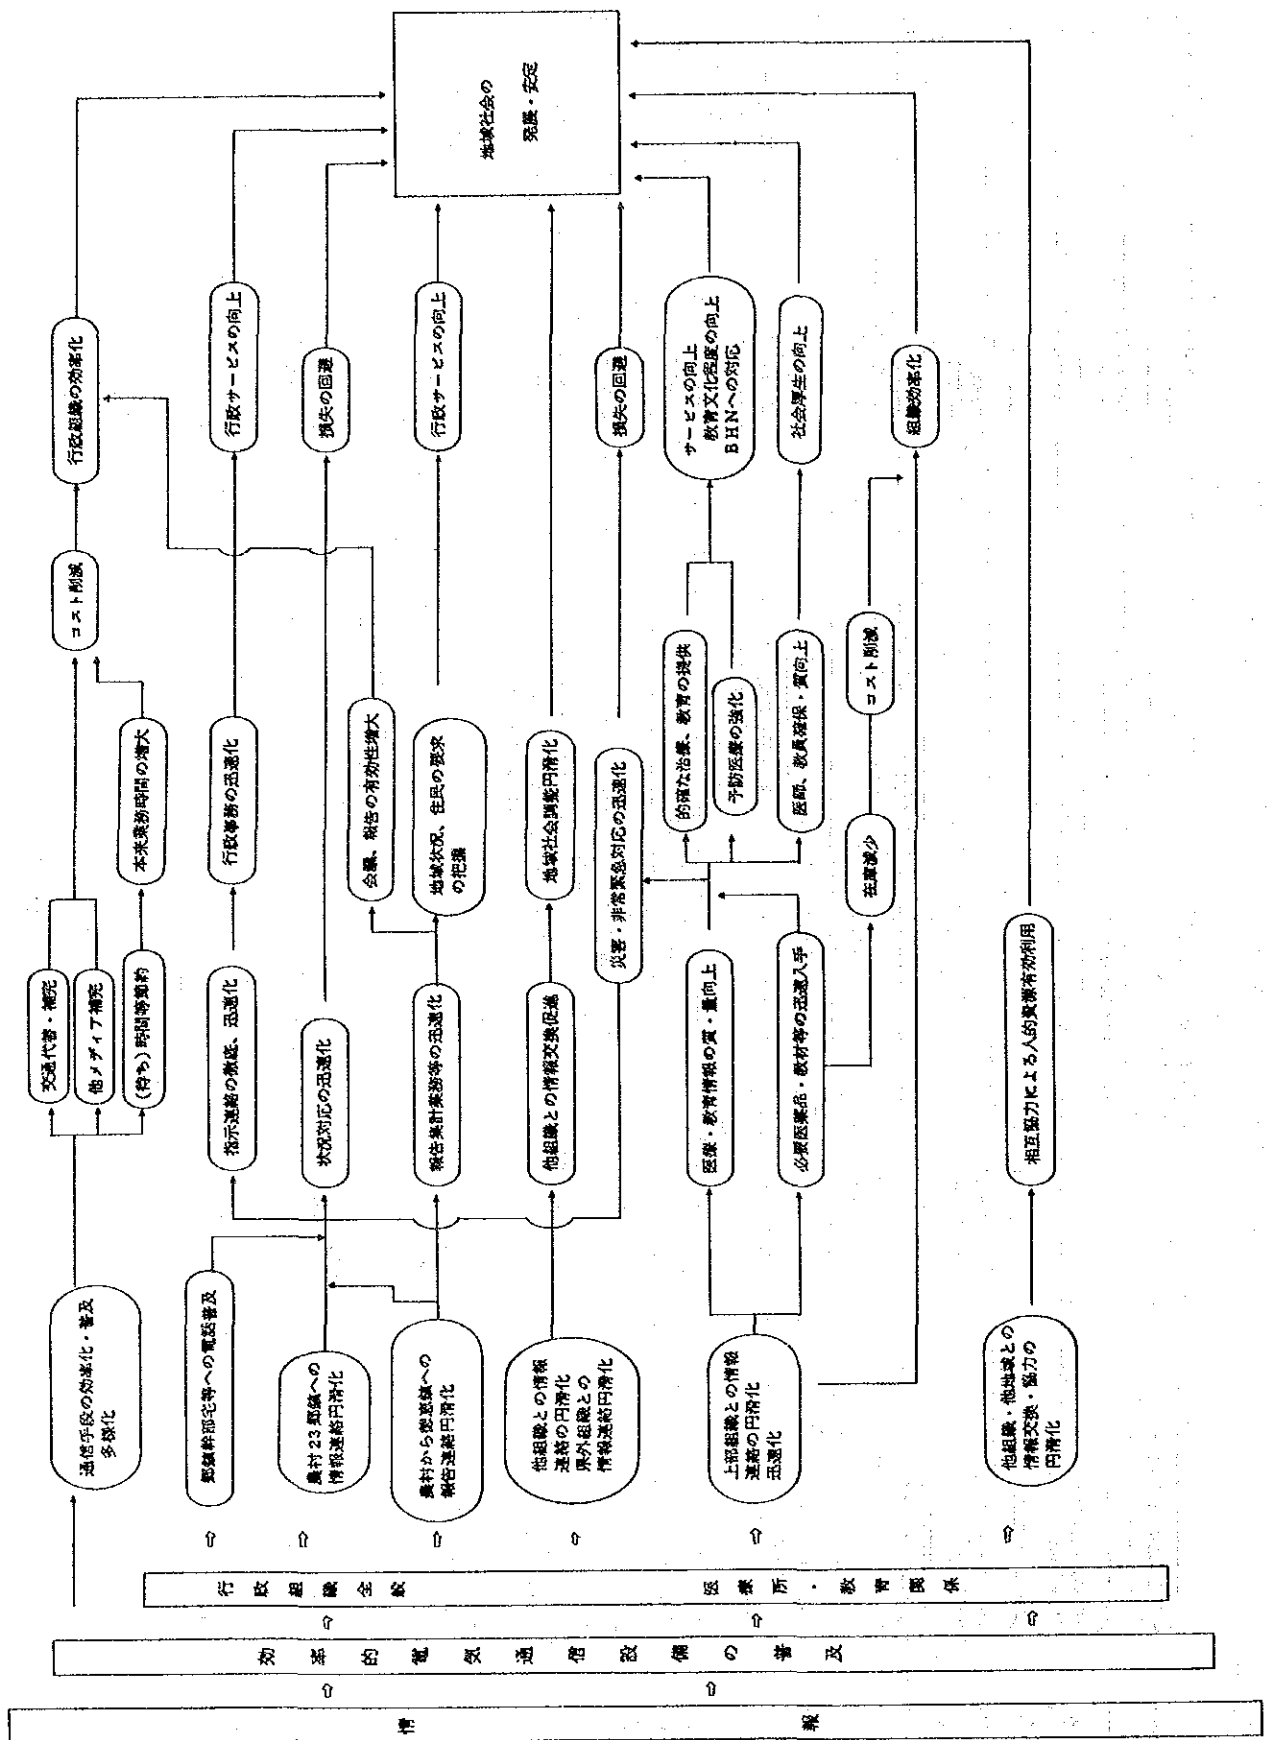 情報
効率的電気通信設備の普及
行政組織全般
医療所・教育関係
通信手段の効率化・普及
多様化
郷鎮幹部宅等への電話普及
農村23郷鎮への
情報連絡円滑化
農村から徳恵鎮への
報告連絡円滑化
他組織との情報
連絡の円滑化
県外組織との
情報連絡円滑化
上部組織との情報
連絡の円滑化
迅速化
他組織・他地域との
情報交換・協力の
円滑化
交通代替・補完
他メディア補完
(待ち)時間等節約
指示連絡の徹底、迅速化
状況対応の迅速化
報告集計業務等の迅速化
他組織との情報交換促進
医療・教育情報の質・量向上
必要医薬品・教材等の迅速入手
相互協力による人的資源有効利用
本来業務時間の増大
行政事務の迅速化
会議、報告の有効性増大
地域状況、住民の要求
の把握
地域社会調整円滑化
災害・非常緊急対応の迅速化
的確な治療、教育の提供
予防医療の強化
医師、教員確保・質向上
在庫減少
コスト削減
コスト削減
行政組織の効率化
行政サービスの向上
損失の回避
行政サービスの向上
損失の回避
サービスの向上
教育文化程度の向上
BHNへの対応
社会厚生の向上
組織効率化
地域社会の
発展・安定